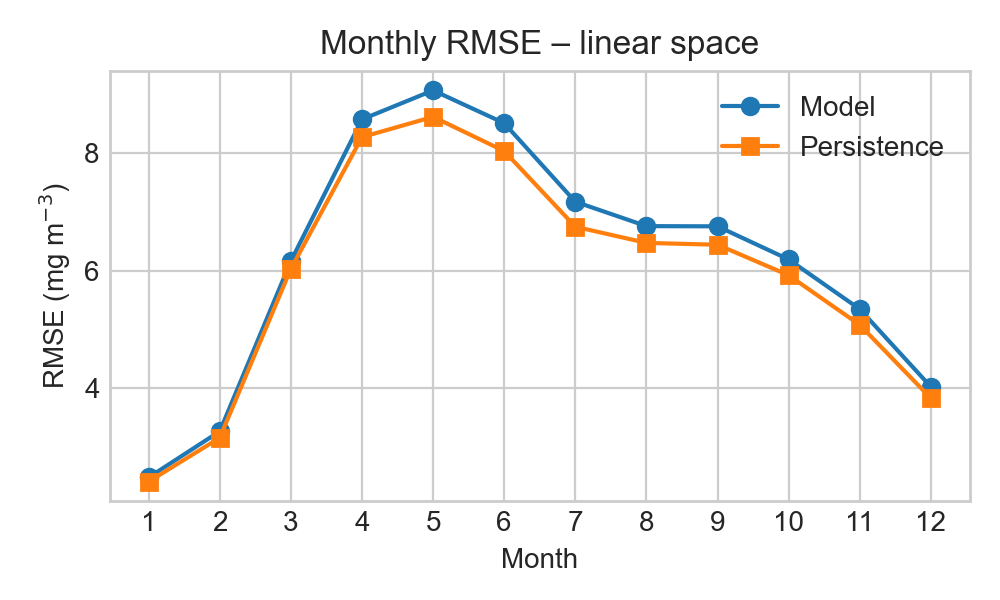 Monthly RMSE – linear space
Model
Persistence
8
6
4
RMSE (mg m⁻³)
1 2 3 4 5 6 7 8 9 10 11 12
Month